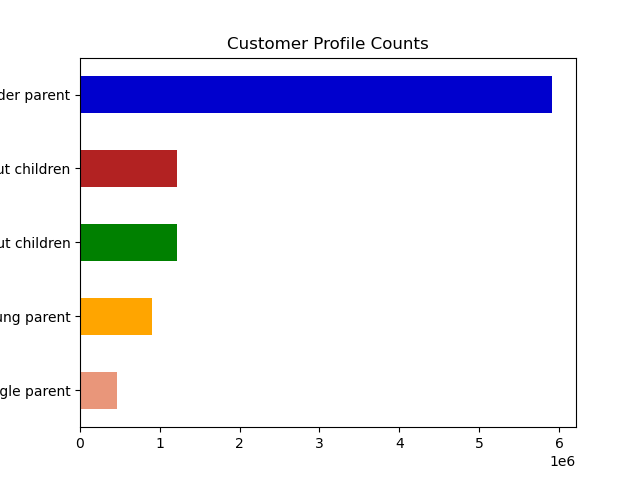 Customer Profile Counts
der parent
ut children
ut children
ung parent
gle parent
0 1 2 3 4 5 6
1e6